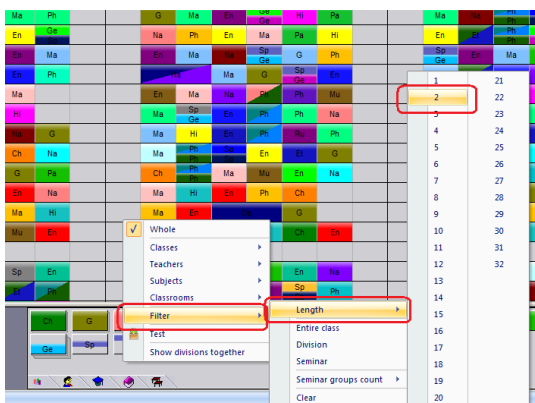 Ma Ph G Ma En Ge Hi Pa Ma Na Ph
Ge Ph
En Ge Na Ph En Ma Pa Hi En Et Ph
En Ma En Ma Na Sp G Ph Sp En Ma
Ge Ge
En Ph Ma G Sp En
Ge
Ma En Ma Na Ph Ph Mu
Hi Ma Sp En Ph Ph Na
Ge
Na G Ma Hi En Ph Ru Ph
Ch Na Ma Ph Sp En Et G
Ph
G Pa Ch Ph Ma Mu En Na
Ph
En Na Ma Hi En Ph Ch
Ma Hi Ma En G
Mu En Ch En
Sp En En Na
Et Ph Sp Ph
Ch G
Ge Sp
Whole
Classes
Teachers
Subjects
Classrooms
Filter
Test
Show divisions together
Length
Entire class
Division
Seminar
Seminar groups count
Clear
1 21
2 22
3 23
4 24
5 25
6 26
7 27
8 28
9 29
10 30
11 31
12 32
13
14
15
16
17
18
19
20